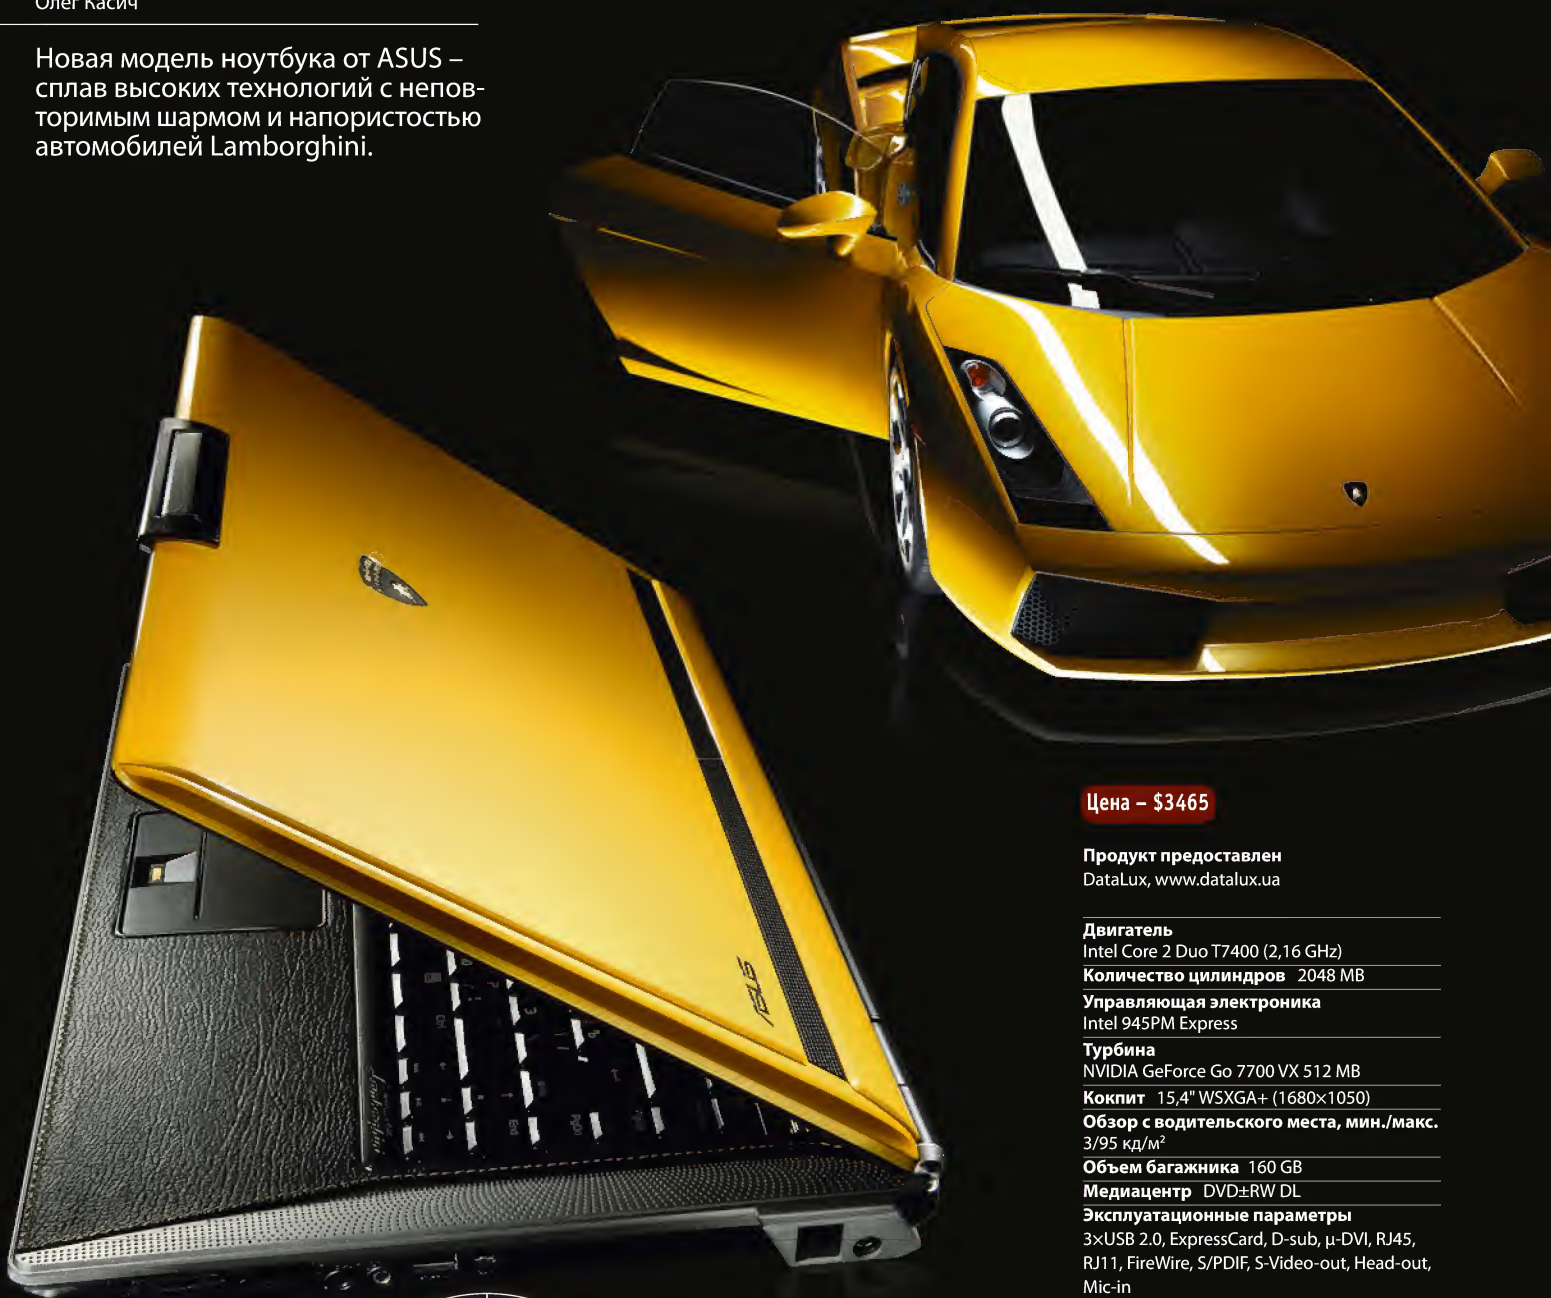 Олег Касич
Новая модель ноутбука от ASUS –
сплав высоких технологий с непов-
торимым шармом и напористостью
автомобилей Lamborghini.
ASUS
Цена – $3465
Продукт предоставлен
DataLux, www.datalux.ua
Двигатель
Intel Core 2 Duo T7400 (2,16 GHz)
Количество цилиндров 2048 MB
Управляющая электроника
Intel 945PM Express
Турбина
NVIDIA GeForce Go 7700 VX 512 MB
Кокпит 15,4" WSXGA+ (1680×1050)
Обзор с водительского места, мин./макс.
3/95 кд/м²
Объем багажника 160 GB
Медиацентр DVD±RW DL
Эксплуатационные параметры
3×USB 2.0, ExpressCard, D-sub, μ-DVI, RJ45,
RJ11, FireWire, S/PDIF, S-Video-out, Head-out,
Mic-in